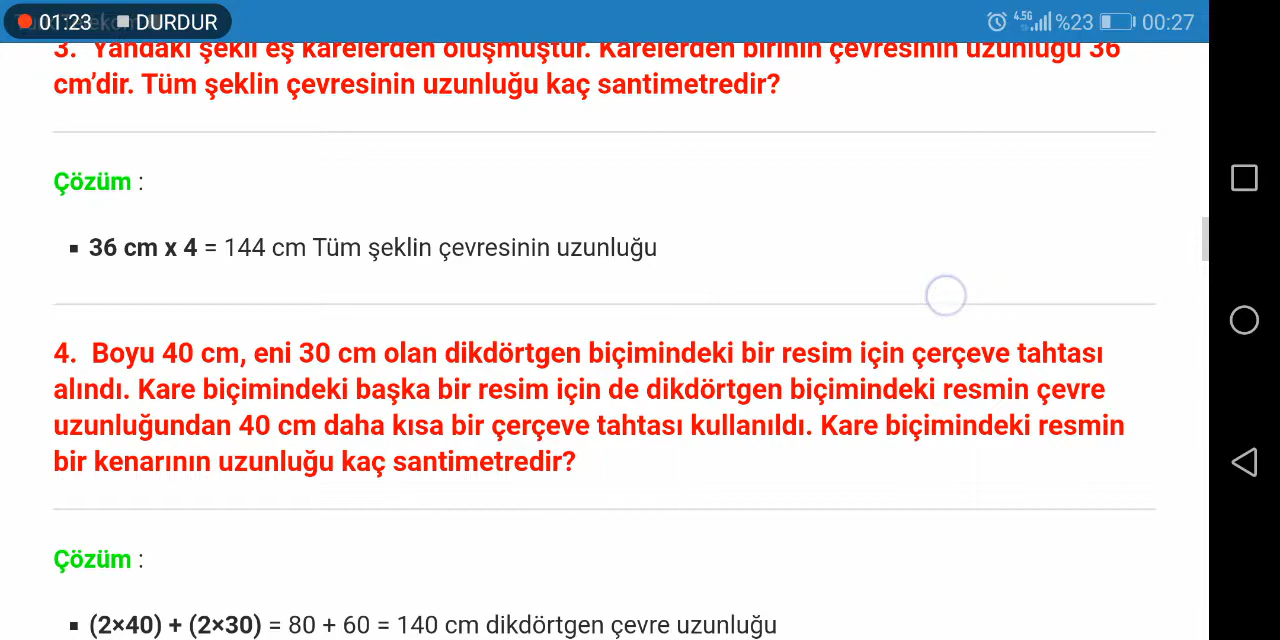 01:23 DURDUR
4.5G %23 00:27
3. Yandaki şekil eş karelerden oluşmuştur. Karelerden birinin çevresinin uzunluğu 36
cm’dir. Tüm şeklin çevresinin uzunluğu kaç santimetredir?
Çözüm :
▪ 36 cm x 4 = 144 cm Tüm şeklin çevresinin uzunluğu
4. Boyu 40 cm, eni 30 cm olan dikdörtgen biçimindeki bir resim için çerçeve tahtası
alındı. Kare biçimindeki başka bir resim için de dikdörtgen biçimindeki resmin çevre
uzunluğundan 40 cm daha kısa bir çerçeve tahtası kullanıldı. Kare biçimindeki resmin
bir kenarının uzunluğu kaç santimetredir?
Çözüm :
▪ (2×40) + (2×30) = 80 + 60 = 140 cm dikdörtgen çevre uzunluğu